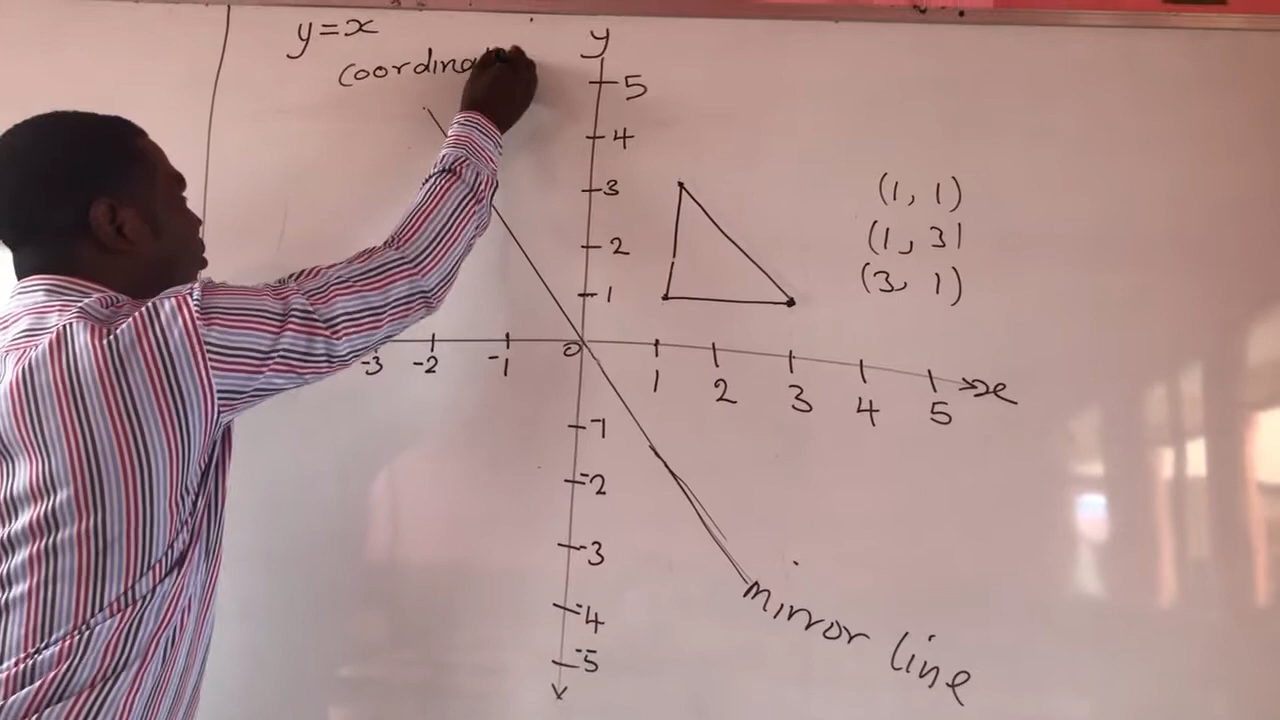 y=x
y
5
4
3
2
1
0
-3 -2 -1
1 2 3 4 5 x
-1
-2
-3
-4
-5
(1, 1)
(1, 3)
(3, 1)
mirror line